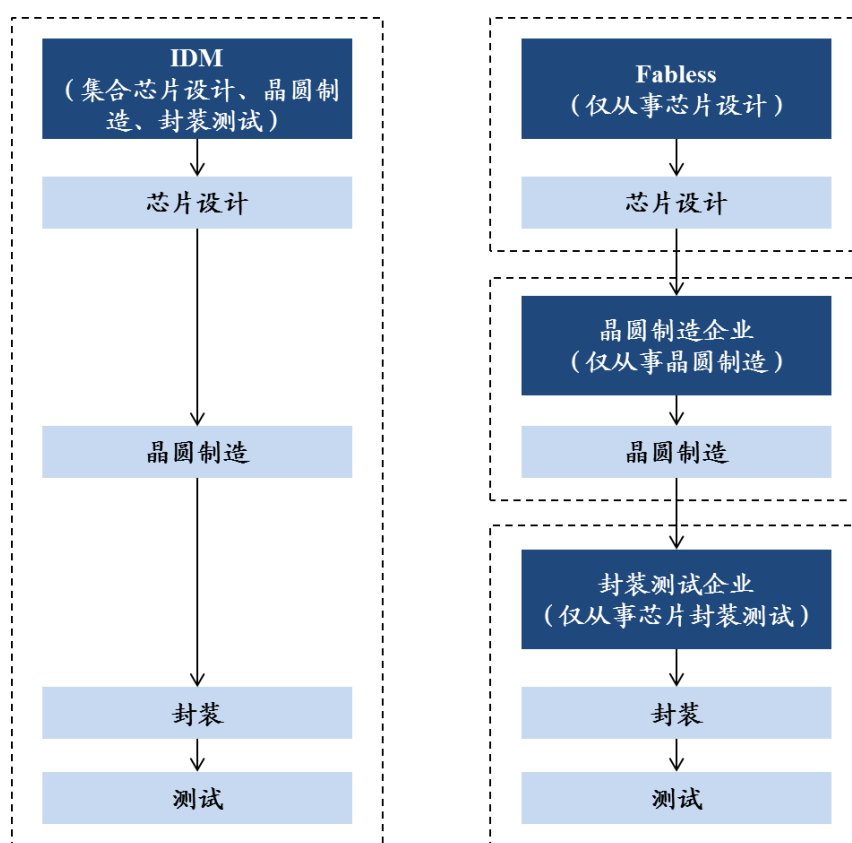 IDM
（集合芯片设计、晶圆制
造、封装测试）
芯片设计
晶圆制造
封装
测试
Fabless
（仅从事芯片设计）
芯片设计
晶圆制造企业
（仅从事晶圆制造）
晶圆制造
封装测试企业
（仅从事芯片封装测试）
封装
测试